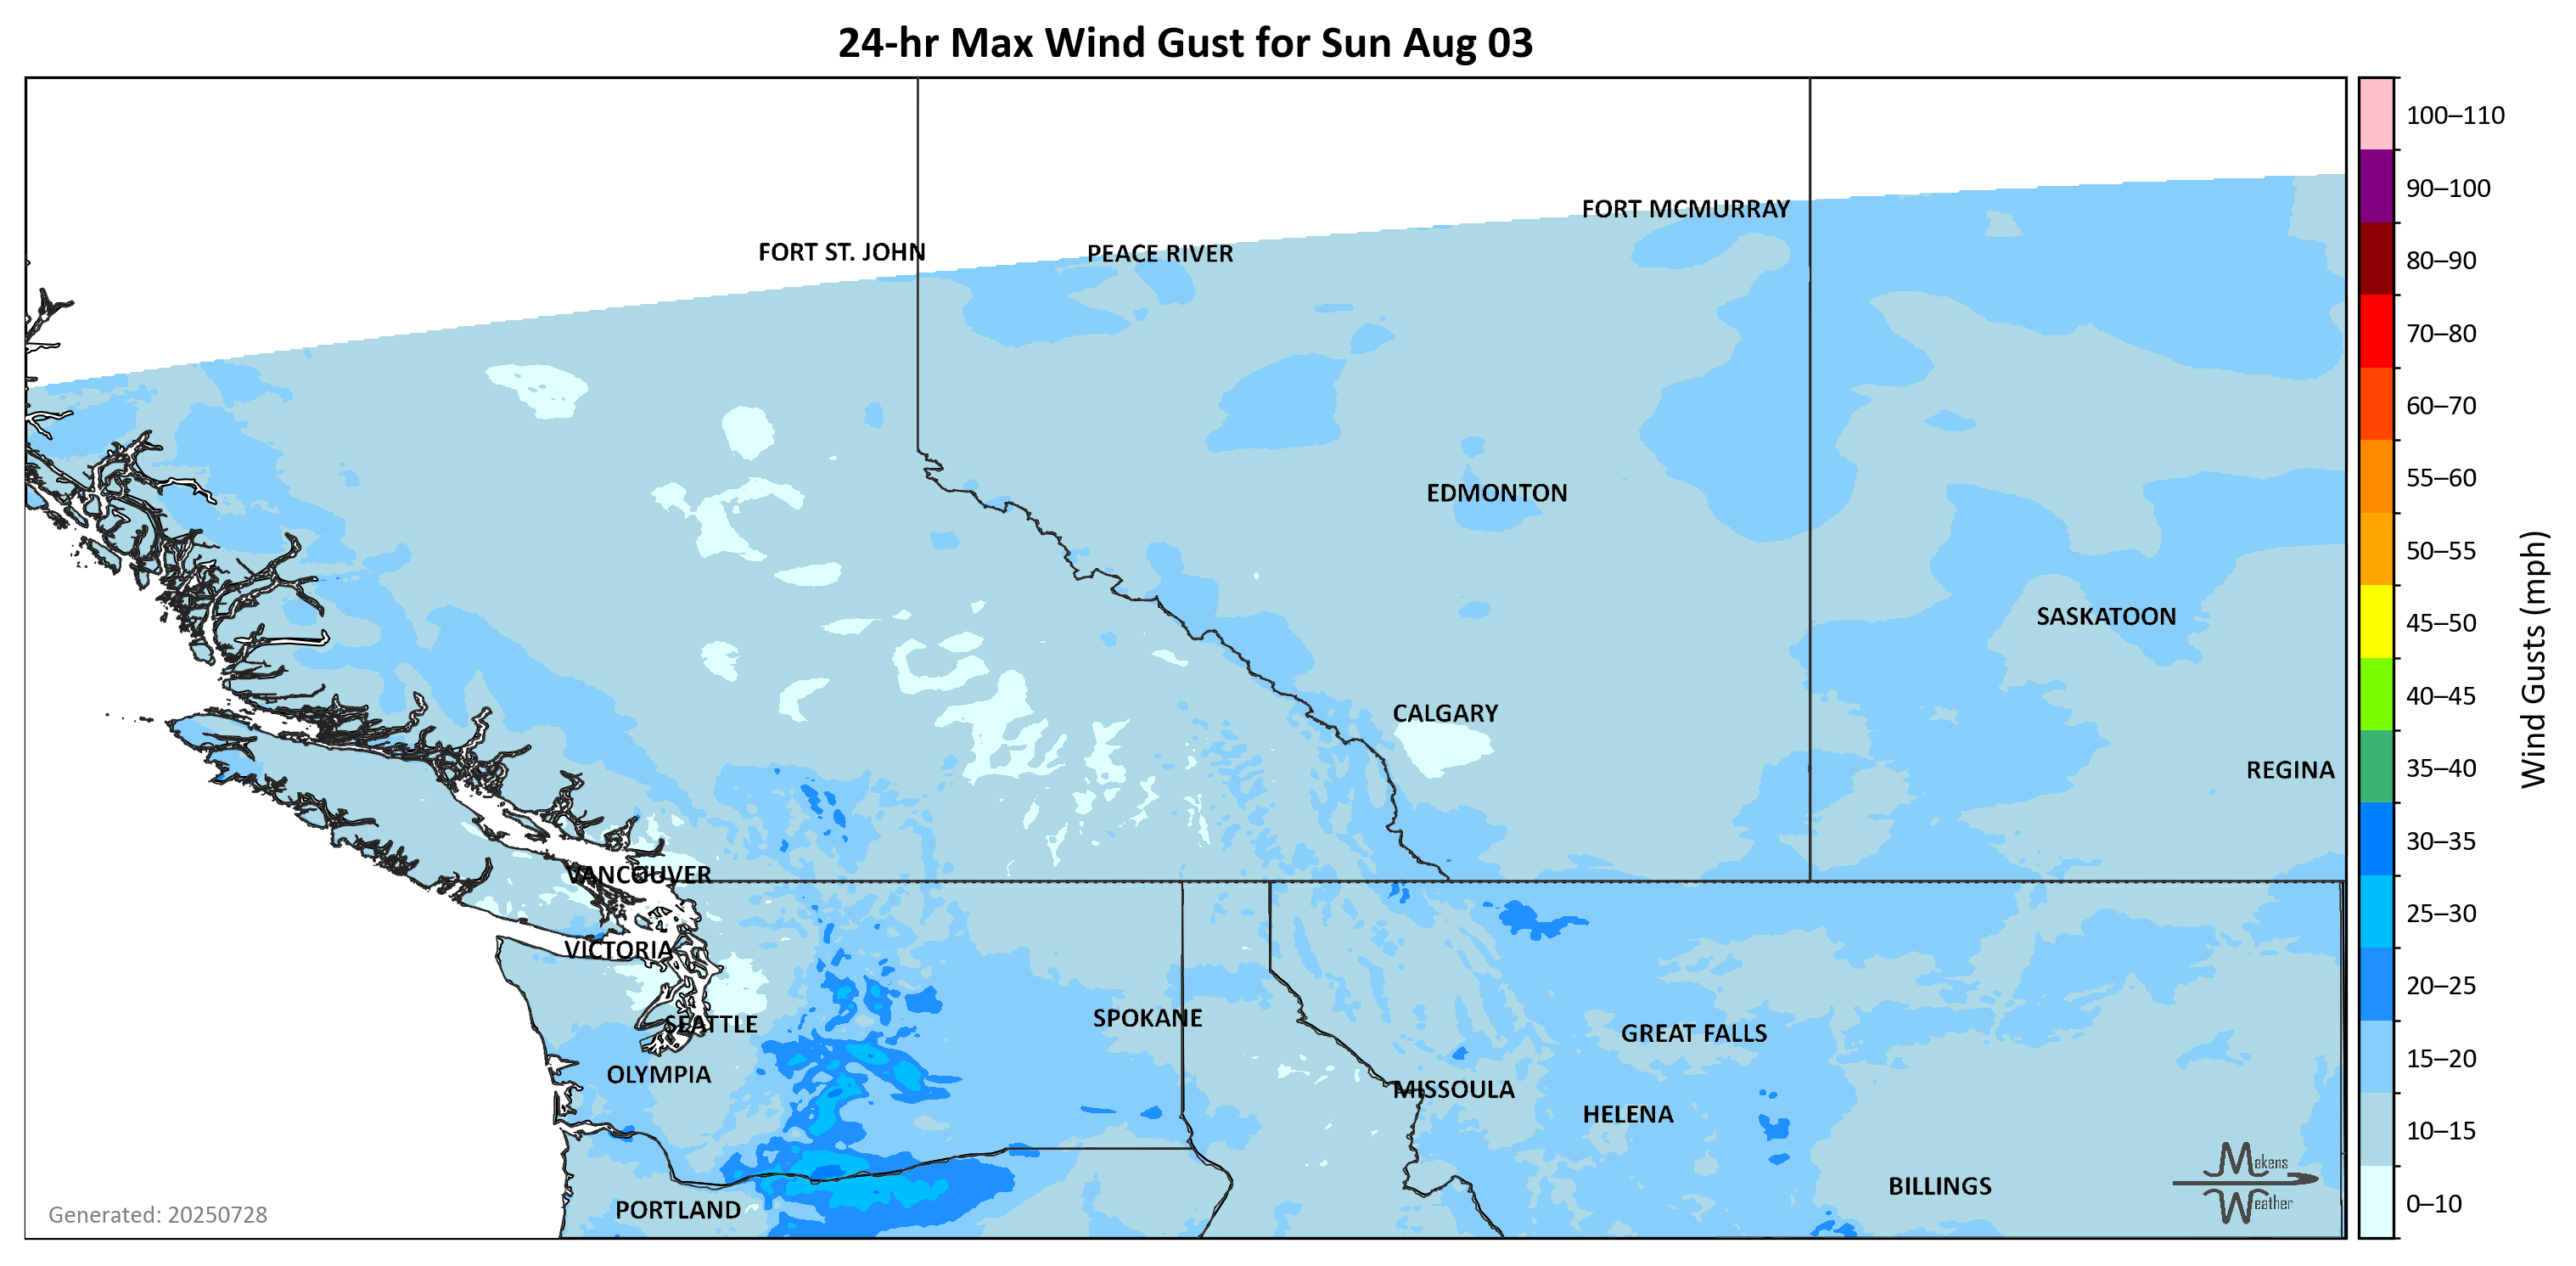 24-hr Max Wind Gust for Sun Aug 03
100–110
90–100
80–90
70–80
60–70
55–60
50–55
45–50
40–45
35–40
30–35
25–30
20–25
15–20
10–15
0–10
Wind Gusts (mph)
FORT MCMURRAY
FORT ST. JOHN
PEACE RIVER
EDMONTON
SASKATOON
CALGARY
REGINA
VANCOUVER
VICTORIA
SEATTLE
SPOKANE
GREAT FALLS
OLYMPIA
MISSOULA
HELENA
BILLINGS
PORTLAND
Makens
Weather
Generated: 20250728